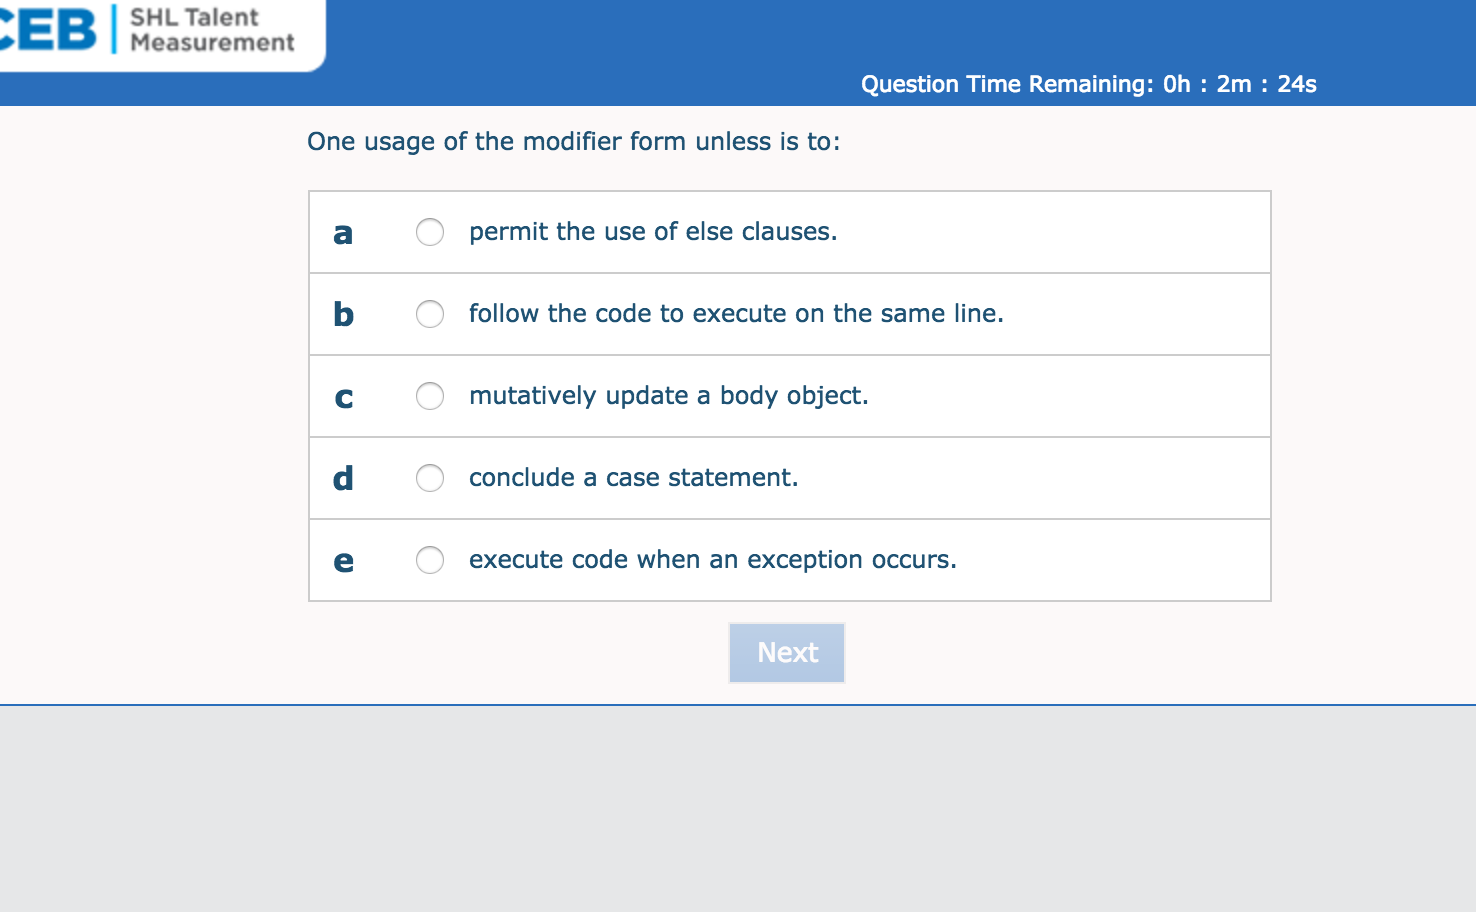 CEB
SHL Talent
Measurement
Question Time Remaining: 0h : 2m : 24s
One usage of the modifier form unless is to:
a permit the use of else clauses.
b follow the code to execute on the same line.
c mutatively update a body object.
d conclude a case statement.
e execute code when an exception occurs.
Next